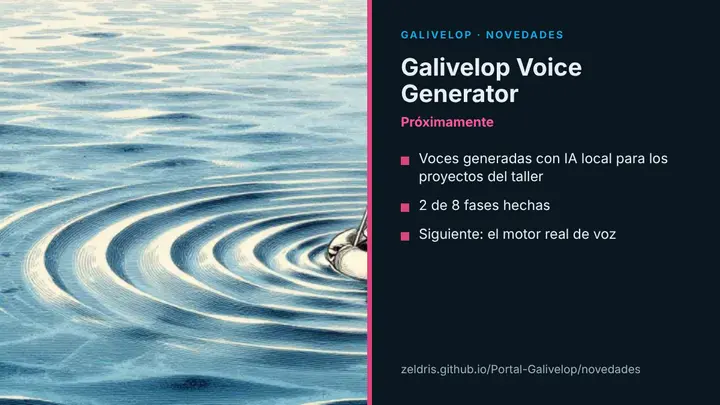 GALIVELOP · NOVEDADES
Galivelop Voice
Generator
Próximamente
Voces generadas con IA local para los
proyectos del taller
2 de 8 fases hechas
Siguiente: el motor real de voz
zeldris.github.io/Portal-Galivelop/novedades